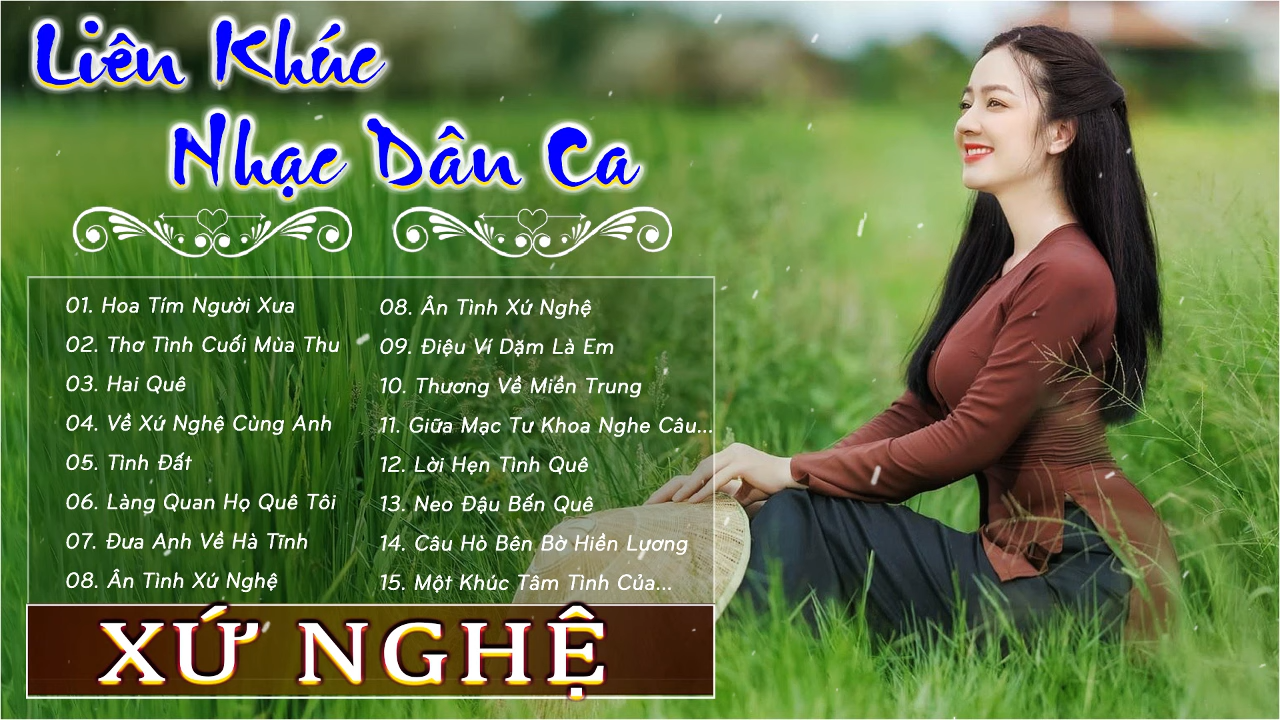 Liên Khúc
Nhạc Dân Ca
01. Hoa Tím Người Xưa
02. Thơ Tình Cuối Mùa Thu
03. Hai Quê
04. Về Xứ Nghệ Cùng Anh
05. Tình Đất
06. Làng Quan Họ Quê Tôi
07. Đưa Anh Về Hà Tĩnh
08. Ân Tình Xứ Nghệ
08. Ân Tình Xứ Nghệ
09. Điệu Ví Dặm Là Em
10. Thương Về Miền Trung
11. Giữa Mạc Tư Khoa Nghe Câu...
12. Lời Hẹn Tình Quê
13. Neo Đậu Bến Quê
14. Câu Hò Bên Bờ Hiền Lương
15. Một Khúc Tâm Tình Của...
XỨ NGHỆ